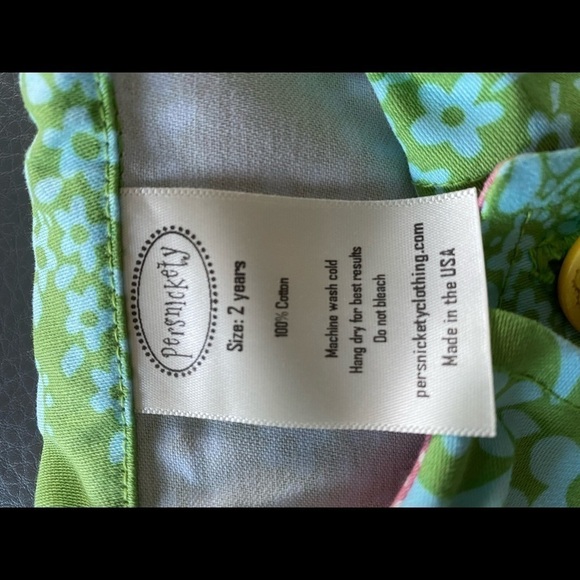 persnickety
Size: 2 years
100% Cotton
Machine wash cold
Hang dry for best results
Do not bleach
persnicketyclothing.com
Made in the USA